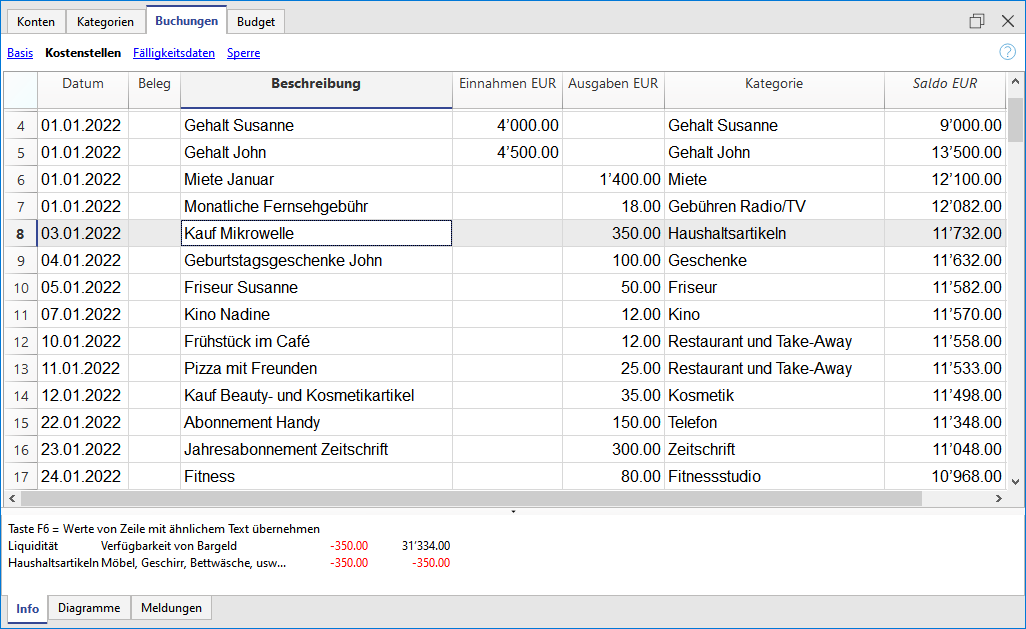 Konten Kategorien Buchungen Budget
Basis Kostenstellen Fälligkeitsdaten Sperre ?
Datum Beleg Beschreibung Einnahmen EUR Ausgaben EUR Kategorie Saldo EUR
4 01.01.2022 Gehalt Susanne 4’000.00 Gehalt Susanne 9’000.00
5 01.01.2022 Gehalt John 4’500.00 Gehalt John 13’500.00
6 01.01.2022 Miete Januar 1’400.00 Miete 12’100.00
7 01.01.2022 Monatliche Fernsehgebühr 18.00 Gebühren Radio/TV 12’082.00
8 03.01.2022 Kauf Mikrowelle 350.00 Haushaltsartikeln 11’732.00
9 04.01.2022 Geburtstagsgeschenke John 100.00 Geschenke 11’632.00
10 05.01.2022 Friseur Susanne 50.00 Friseur 11’582.00
11 07.01.2022 Kino Nadine 12.00 Kino 11’570.00
12 10.01.2022 Frühstück im Café 12.00 Restaurant und Take-Away 11’558.00
13 11.01.2022 Pizza mit Freunden 25.00 Restaurant und Take-Away 11’533.00
14 12.01.2022 Kauf Beauty- und Kosmetikartikel 35.00 Kosmetik 11’498.00
15 22.01.2022 Abonnement Handy 150.00 Telefon 11’348.00
16 23.01.2022 Jahresabonnement Zeitschrift 300.00 Zeitschrift 11’048.00
17 24.01.2022 Fitness 80.00 Fitnessstudio 10’968.00
Taste F6 = Werte von Zeile mit ähnlichem Text übernehmen
Liquidität Verfügbarkeit von Bargeld -350.00 31’334.00
Haushaltsartikeln Möbel, Geschirr, Bettwäsche, usw... -350.00 -350.00
Info Diagramme Meldungen